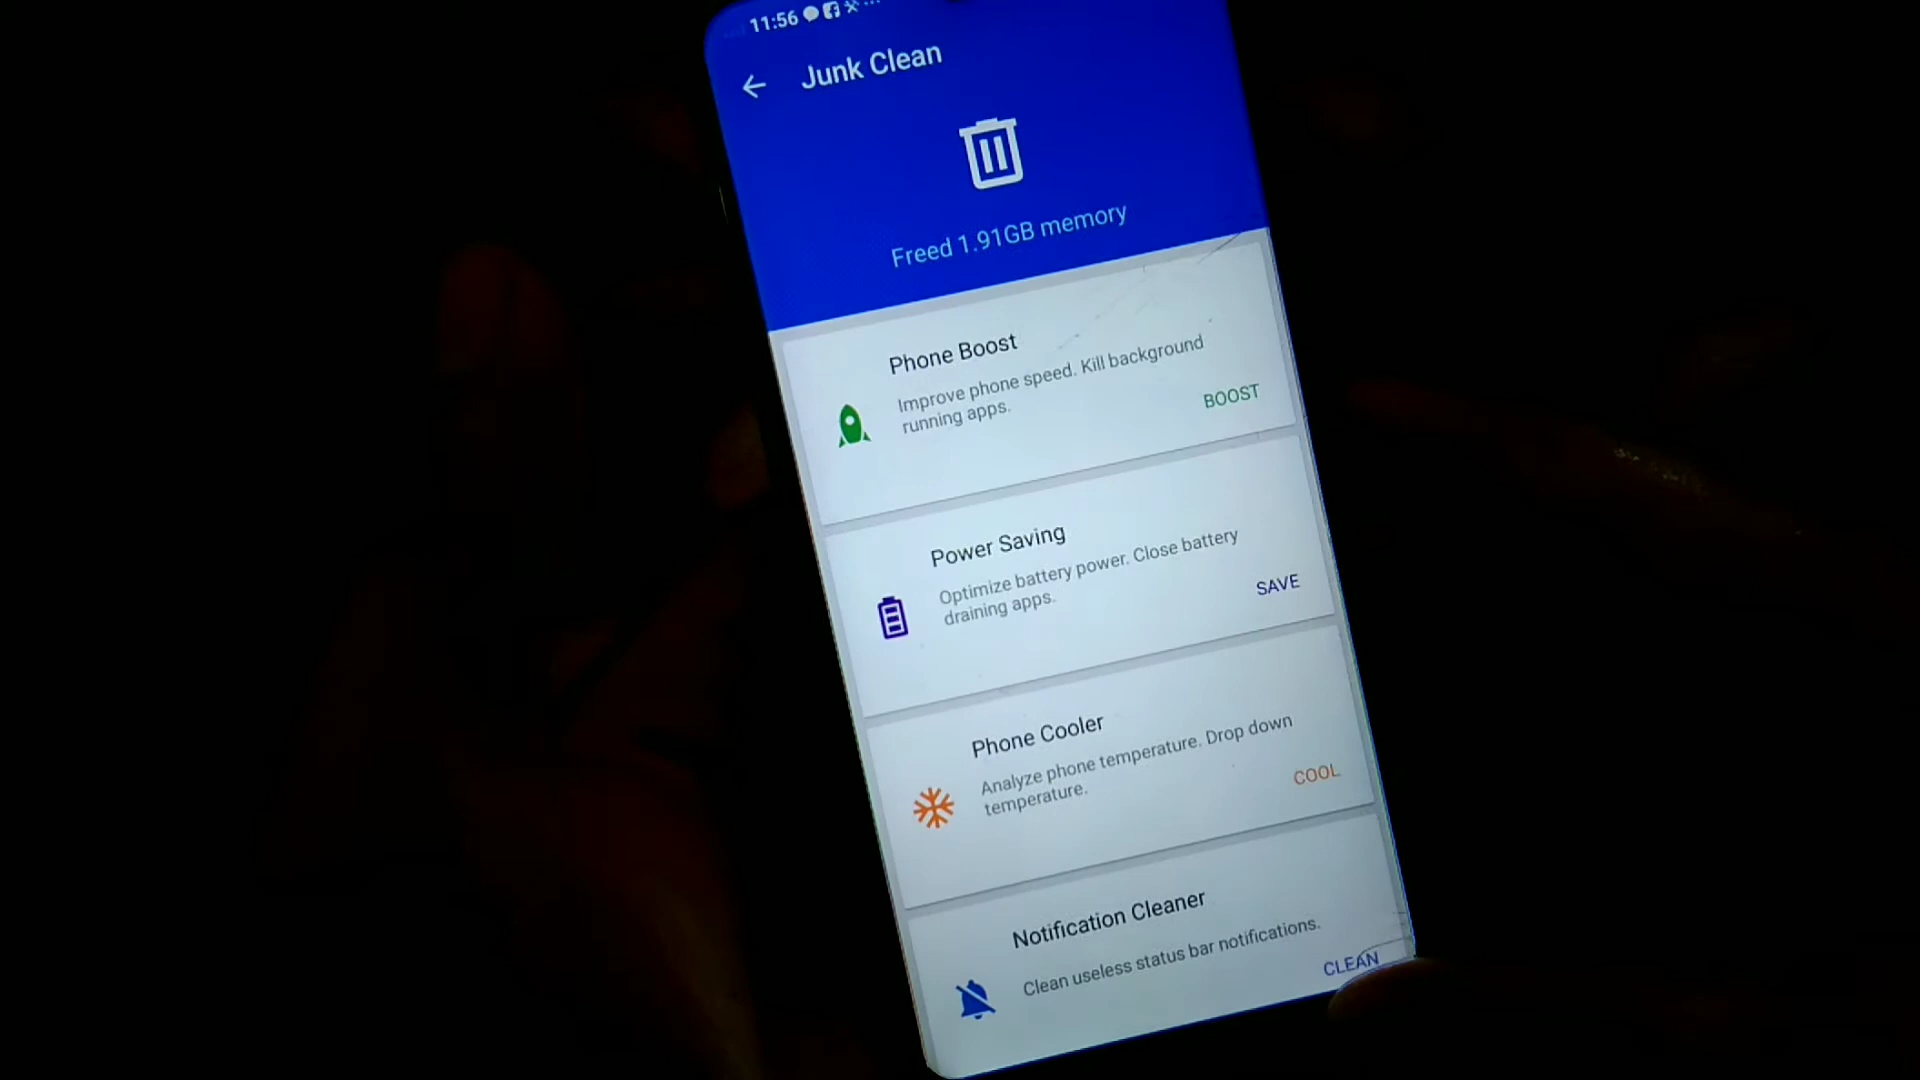 11:56
Junk Clean
Freed 1.91GB memory
Phone Boost
Improve phone speed. Kill background
running apps.
BOOST
Power Saving
Optimize battery power. Close battery
draining apps.
SAVE
Phone Cooler
Analyze phone temperature. Drop down
temperature.
COOL
Notification Cleaner
Clean useless status bar notifications.
CLEAN